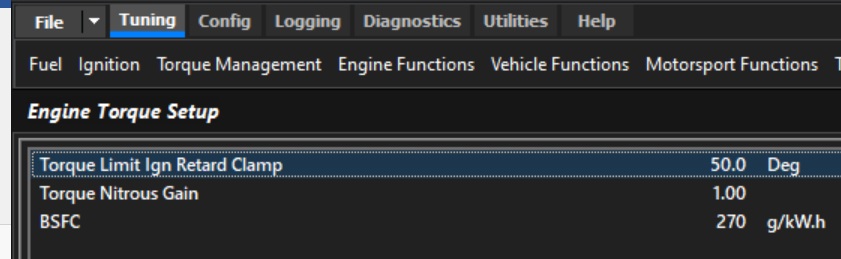 File Tuning Config Logging Diagnostics Utilities Help
Fuel Ignition Torque Management Engine Functions Vehicle Functions Motorsport Functions
Engine Torque Setup
Torque Limit Ign Retard Clamp 50.0 Deg
Torque Nitrous Gain 1.00
BSFC 270 g/kW.h